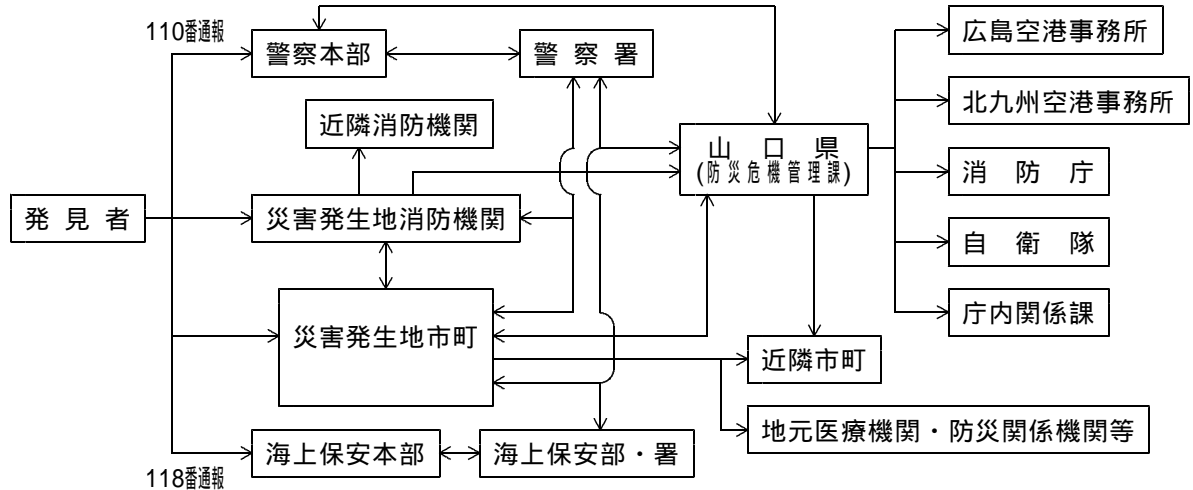 110番通報
警察本部
警察署
広島空港事務所
北九州空港事務所
近隣消防機関
山口県
(防災危機管理課)
消防庁
発見者
災害発生地消防機関
自衛隊
庁内関係課
災害発生地市町
近隣市町
地元医療機関・防災関係機関等
海上保安本部
海上保安部・署
118番通報